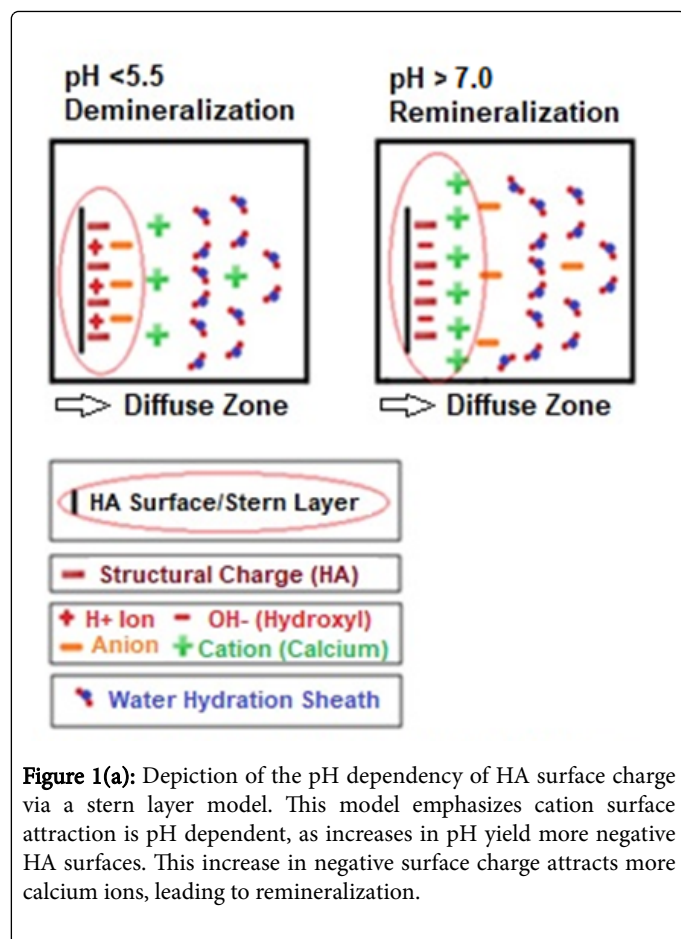 pH <5.5
Demineralization
pH > 7.0
Remineralization
Diffuse Zone
Diffuse Zone
HA Surface/Stern Layer
Structural Charge (HA)
H+ Ion OH- (Hydroxyl)
Anion Cation (Calcium)
Water Hydration Sheath
Figure 1(a): Depiction of the pH dependency of HA surface charge
via a stern layer model. This model emphasizes cation surface
attraction is pH dependent, as increases in pH yield more negative
HA surfaces. This increase in negative surface charge attracts more
calcium ions, leading to remineralization.